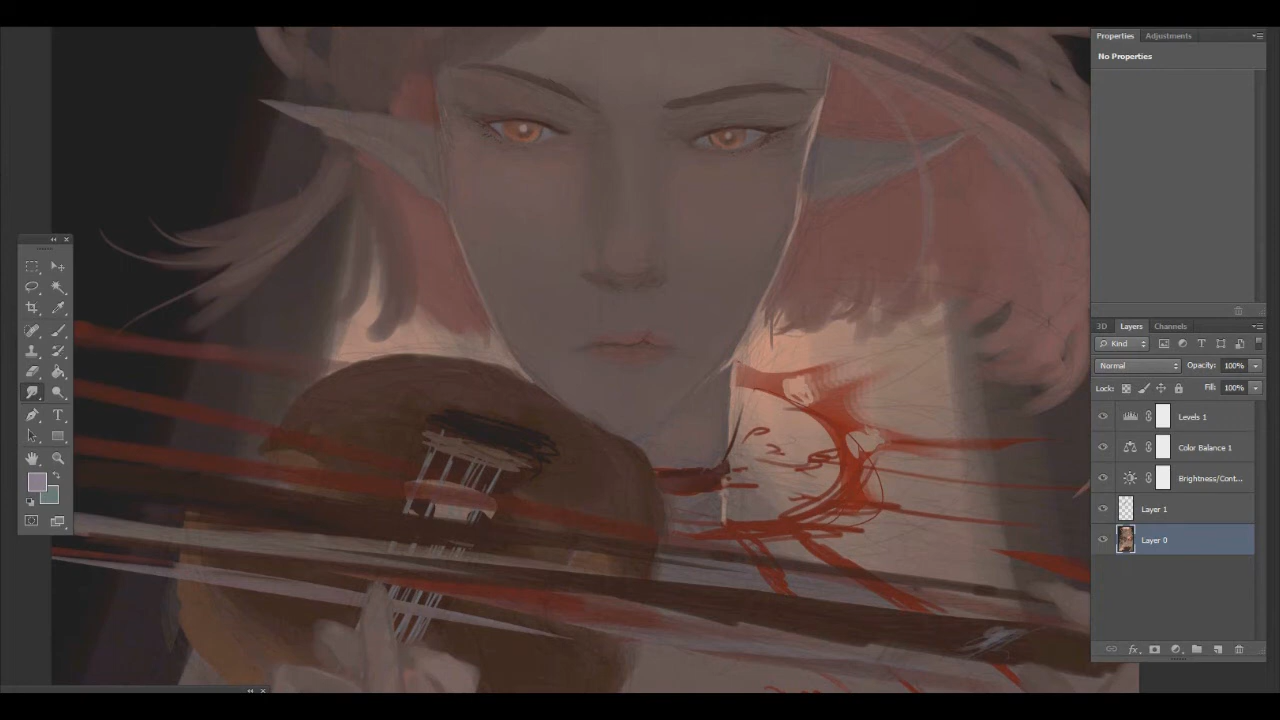 Properties Adjustments
No Properties
3D Layers Channels
Kind
Normal Opacity: 100%
Lock: Fill: 100%
Levels 1
Color Balance 1
Brightness/Cont...
Layer 1
Layer 0
T
fx